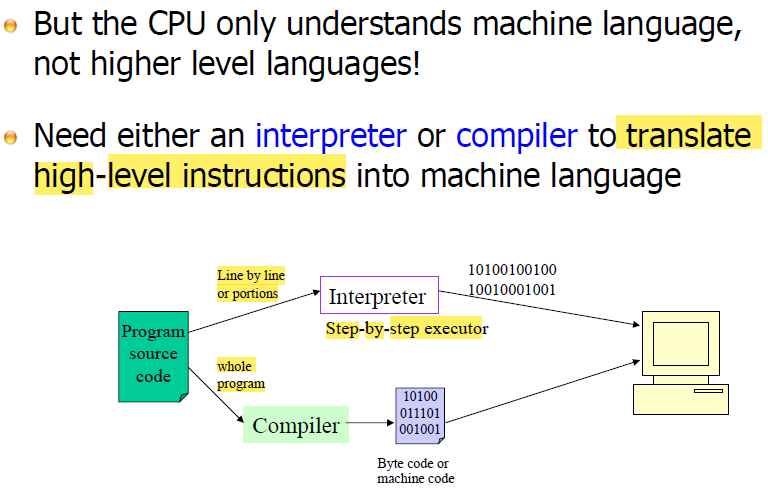 But the CPU only understands machine language,
not higher level languages!
Need either an interpreter or compiler to translate
high-level instructions into machine language
Line by line
or portions
Interpreter
10100100100
10010001001
Step-by-step executor
Program
source
code
whole
program
Compiler
10100
011101
001001
Byte code or
machine code